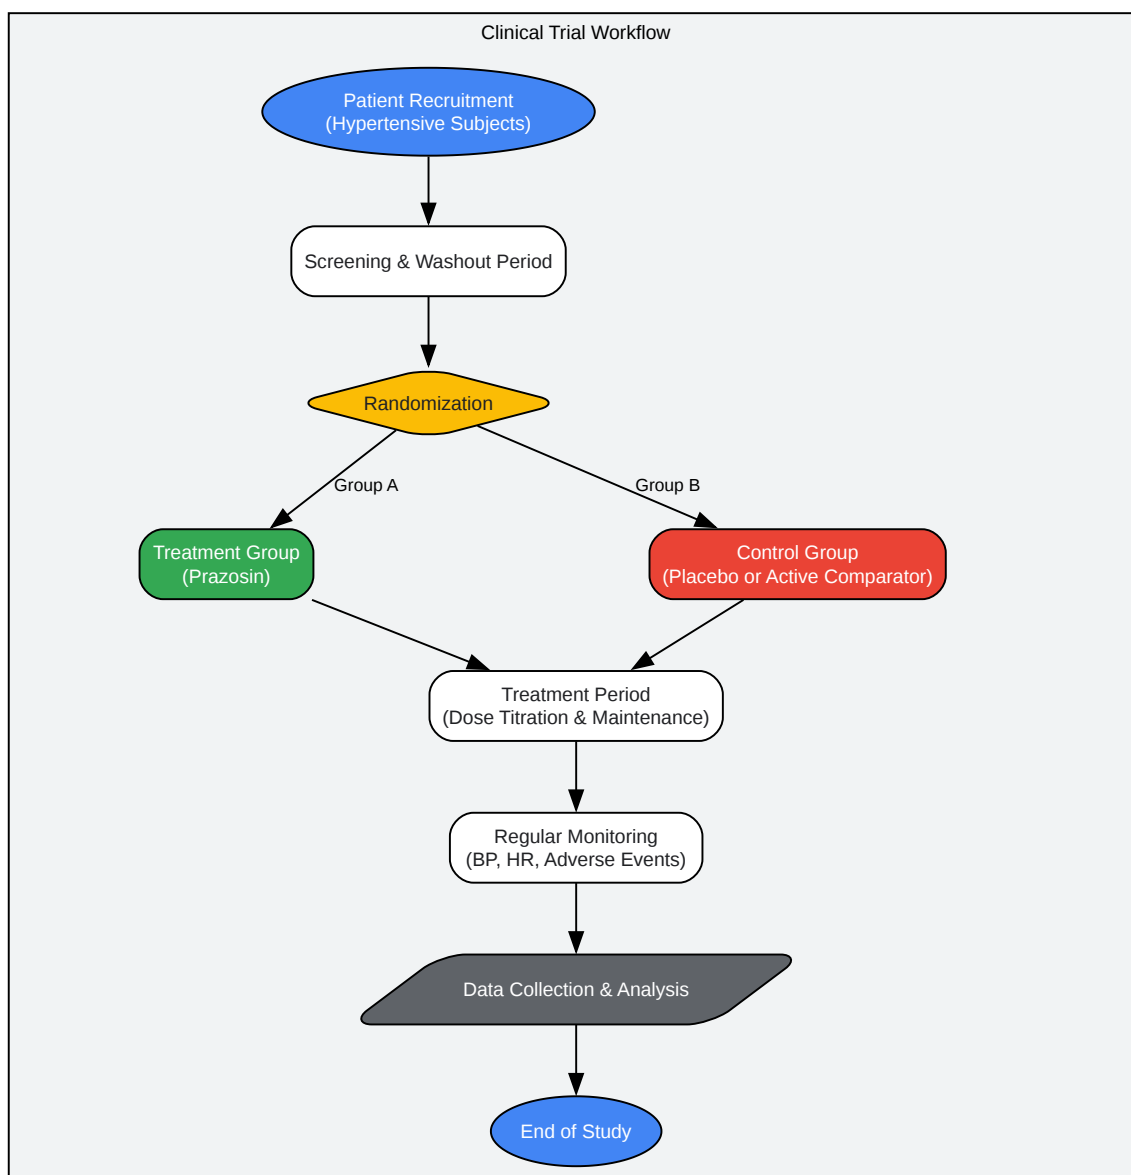 Clinical Trial Workflow
Patient Recruitment
(Hypertensive Subjects)
Screening & Washout Period
Randomization
Group A
Group B
Treatment Group
(Prazosin)
Control Group
(Placebo or Active Comparator)
Treatment Period
(Dose Titration & Maintenance)
Regular Monitoring
(BP, HR, Adverse Events)
Data Collection & Analysis
End of Study